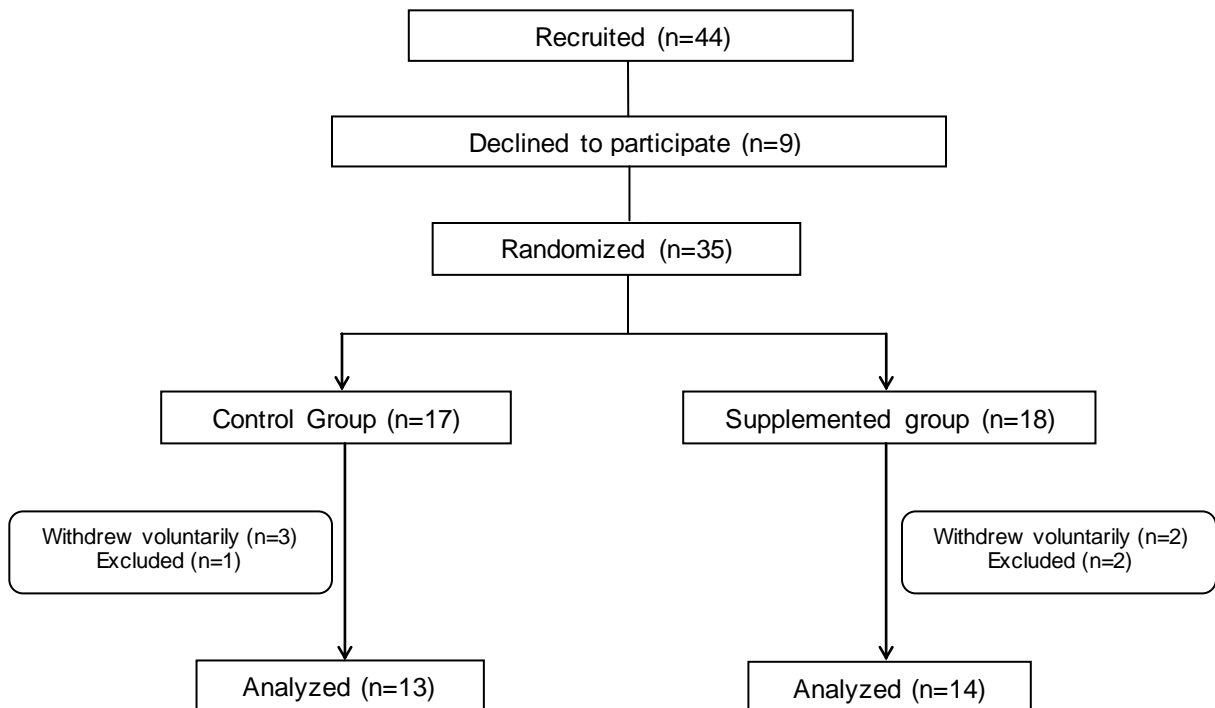 Recruited (n=44)
Declined to participate (n=9)
Randomized (n=35)
Control Group (n=17)
Supplemented group (n=18)
Withdrew voluntarily (n=3)
Excluded (n=1)
Withdrew voluntarily (n=2)
Excluded (n=2)
Analyzed (n=13)
Analyzed (n=14)